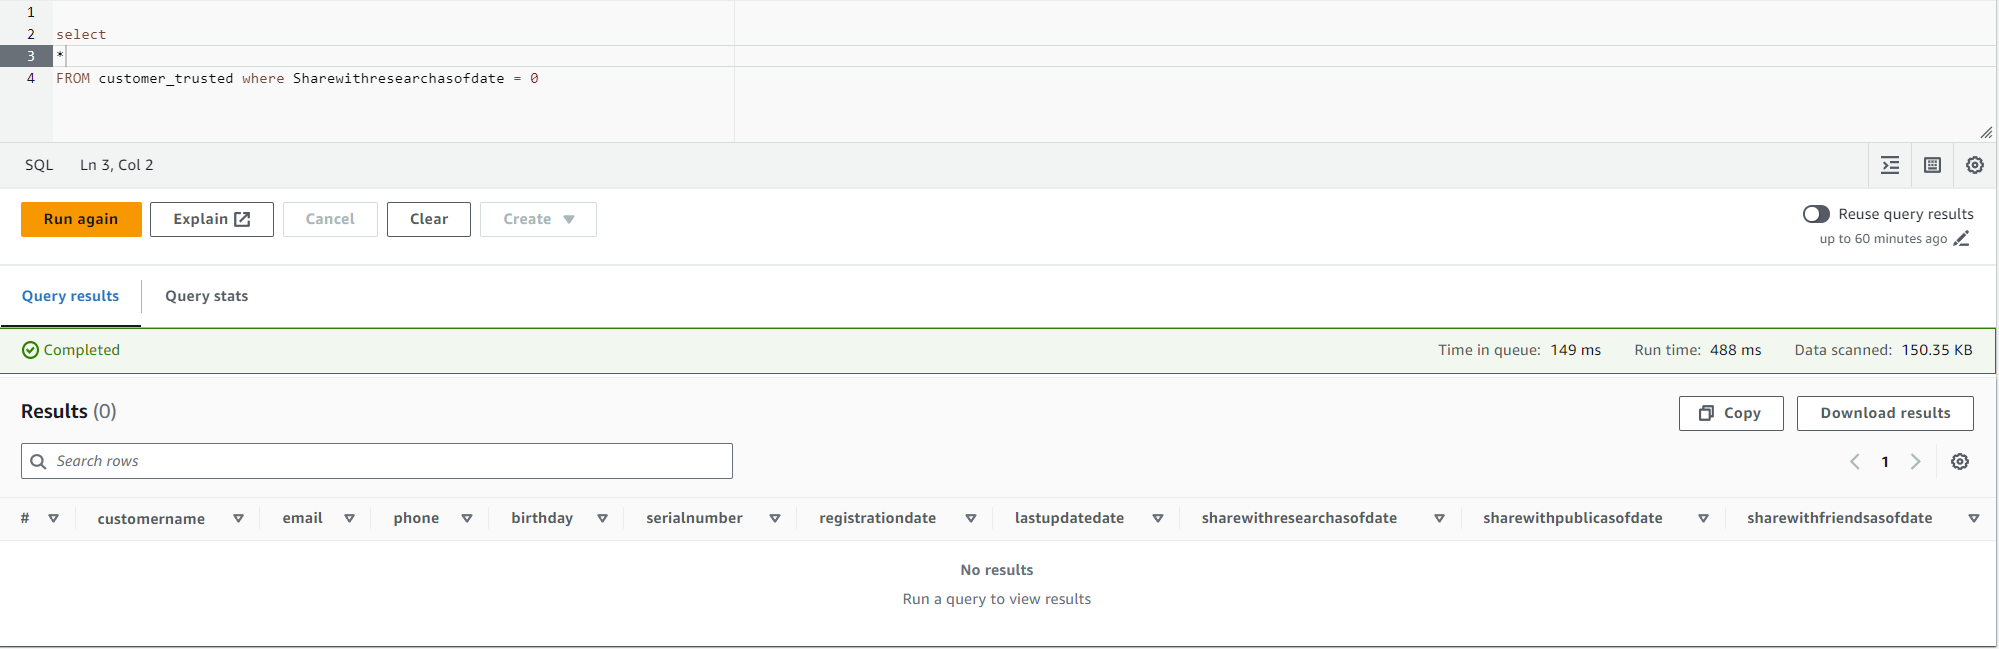 1
2 select
3 *
4 FROM customer_trusted where Sharewithresearchasofdate = 0
SQL Ln 3, Col 2
Run again Explain Cancel Clear Create Reuse query results
up to 60 minutes ago
Query results Query stats
Completed Time in queue: 149 ms Run time: 488 ms Data scanned: 150.35 KB
Results (0) Copy Download results
Search rows 1
# customername email phone birthday serialnumber registrationdate lastupdatedate sharewithresearchasofdate sharewithpublicasofdate sharewithfriendsasofdate
No results
Run a query to view results